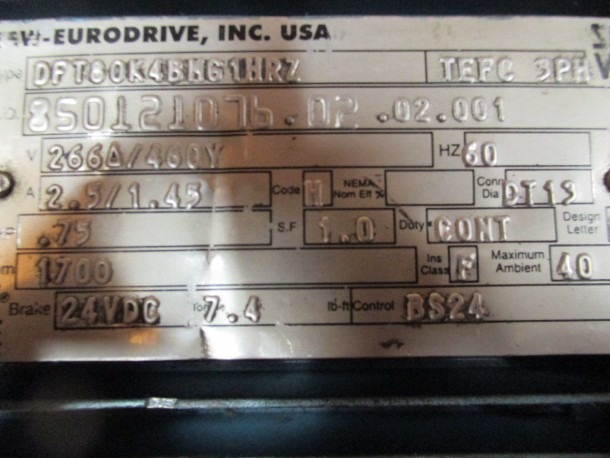 EW-EURODRIVE, INC. USA
ype DFT80K4BMG1HRZ TEFC 3PH
850121076.02.02.001
V 266Δ/460Y HZ 60
A 2.5/1.45 Code H NEMA Nom Eff % Conn Dia DT13
.75 S.F 1.0 Duty CONT Design Letter
m 1700 Ins Class F Maximum Ambient 40
Brake 24VDC 7.4 lb-ft Control BS24